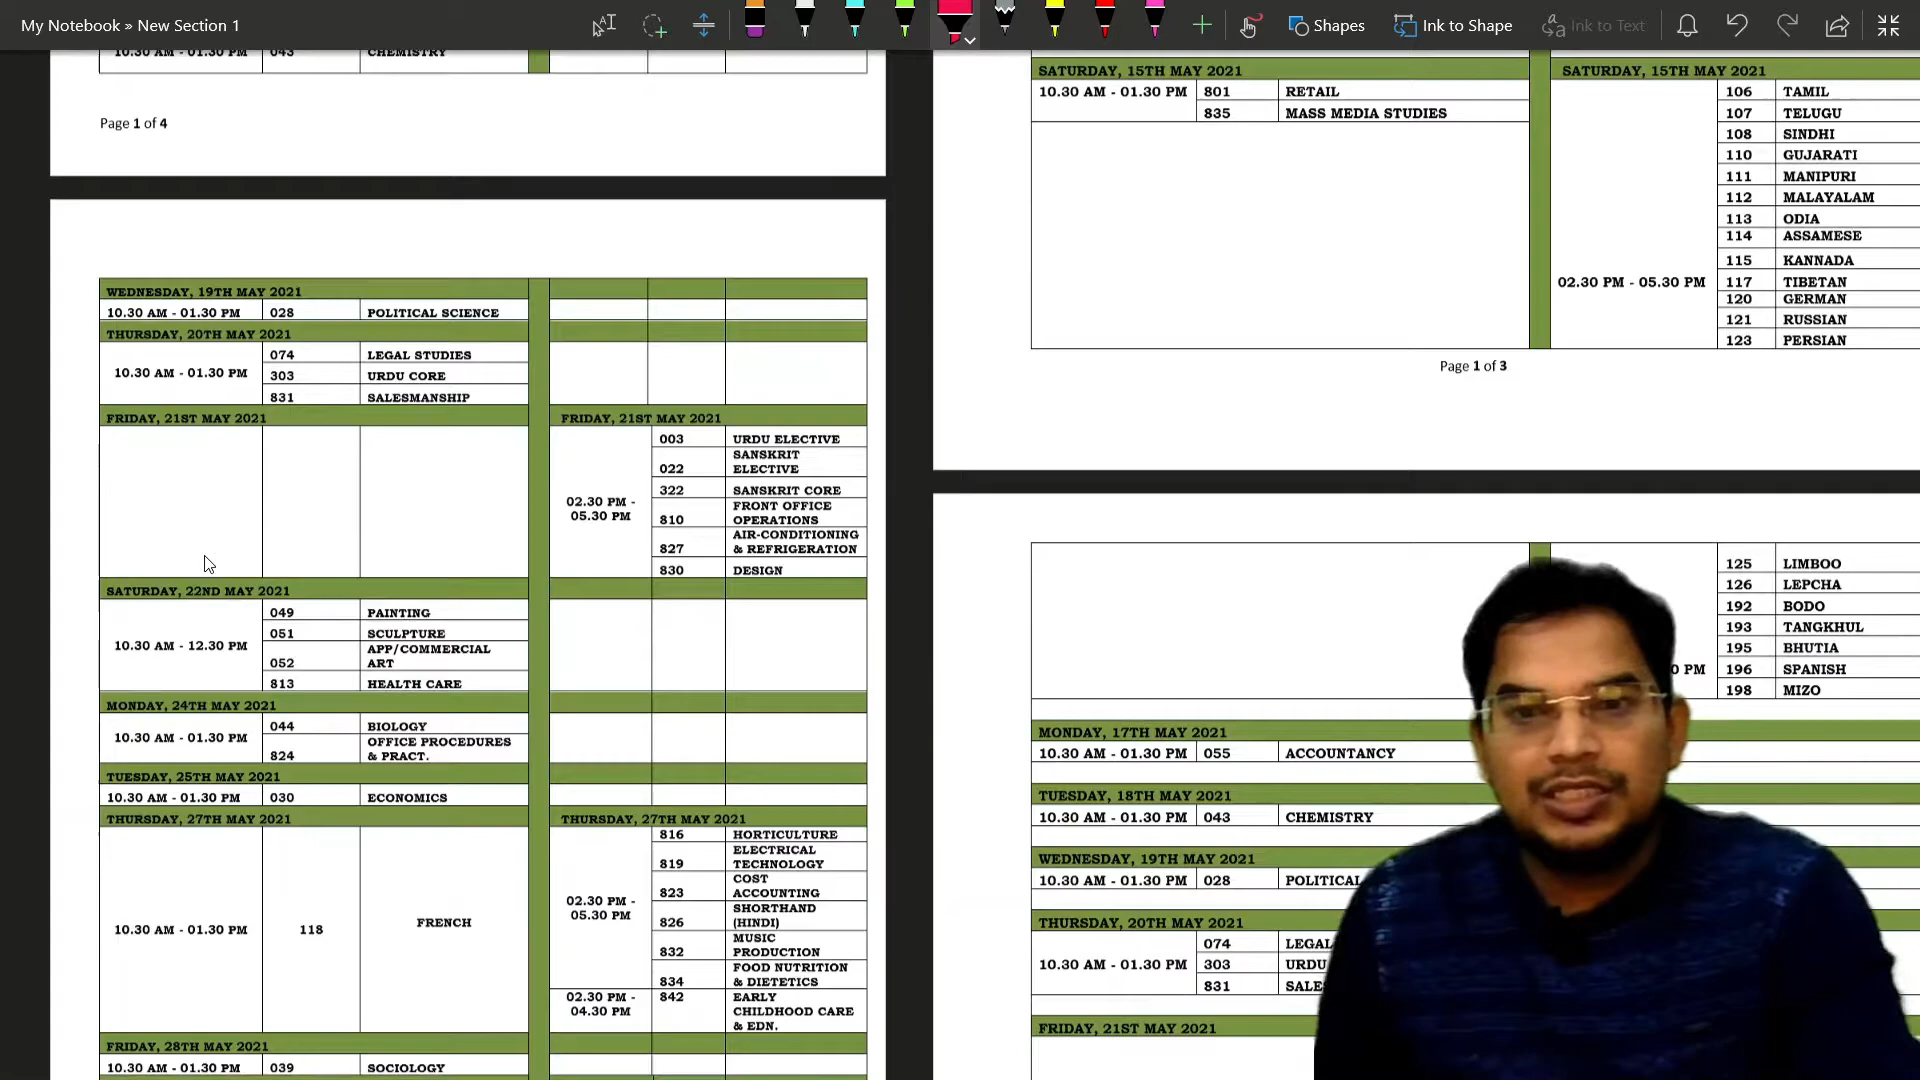 My Notebook » New Section 1
Shapes
Ink to Shape
Ink to Text
10.30 AM - 01.30 PM 043 CHEMISTRY
Page 1 of 4
WEDNESDAY, 19TH MAY 2021
10.30 AM - 01.30 PM 028 POLITICAL SCIENCE
THURSDAY, 20TH MAY 2021
10.30 AM - 01.30 PM
074 LEGAL STUDIES
303 URDU CORE
831 SALESMANSHIP
FRIDAY, 21ST MAY 2021
FRIDAY, 21ST MAY 2021
02.30 PM -
05.30 PM
003 URDU ELECTIVE
SANSKRIT
022 ELECTIVE
322 SANSKRIT CORE
FRONT OFFICE
810 OPERATIONS
AIR-CONDITIONING
827 & REFRIGERATION
830 DESIGN
SATURDAY, 22ND MAY 2021
10.30 AM - 12.30 PM
049 PAINTING
051 SCULPTURE
APP/COMMERCIAL
052 ART
813 HEALTH CARE
MONDAY, 24TH MAY 2021
10.30 AM - 01.30 PM
044 BIOLOGY
OFFICE PROCEDURES
824 & PRACT.
TUESDAY, 25TH MAY 2021
10.30 AM - 01.30 PM 030 ECONOMICS
THURSDAY, 27TH MAY 2021
10.30 AM - 01.30 PM 118 FRENCH
THURSDAY, 27TH MAY 2021
02.30 PM -
05.30 PM
816 HORTICULTURE
ELECTRICAL
819 TECHNOLOGY
COST
823 ACCOUNTING
SHORTHAND
826 (HINDI)
MUSIC
832 PRODUCTION
FOOD NUTRITION
834 & DIETETICS
02.30 PM -
04.30 PM
842 EARLY
CHILDHOOD CARE
& EDN.
FRIDAY, 28TH MAY 2021
10.30 AM - 01.30 PM 039 SOCIOLOGY
SATURDAY, 15TH MAY 2021
10.30 AM - 01.30 PM 801 RETAIL
835 MASS MEDIA STUDIES
SATURDAY, 15TH MAY 2021
02.30 PM - 05.30 PM
106 TAMIL
107 TELUGU
108 SINDHI
110 GUJARATI
111 MANIPURI
112 MALAYALAM
113 ODIA
114 ASSAMESE
115 KANNADA
117 TIBETAN
120 GERMAN
121 RUSSIAN
123 PERSIAN
Page 1 of 3
0 PM
125 LIMBOO
126 LEPCHA
192 BODO
193 TANGKHUL
195 BHUTIA
196 SPANISH
198 MIZO
MONDAY, 17TH MAY 2021
10.30 AM - 01.30 PM 055 ACCOUNTANCY
TUESDAY, 18TH MAY 2021
10.30 AM - 01.30 PM 043 CHEMISTRY
WEDNESDAY, 19TH MAY 2021
10.30 AM - 01.30 PM 028 POLITICAL
THURSDAY, 20TH MAY 2021
10.30 AM - 01.30 PM
074 LEGAL
303 URDU
831 SALE
FRIDAY, 21ST MAY 2021